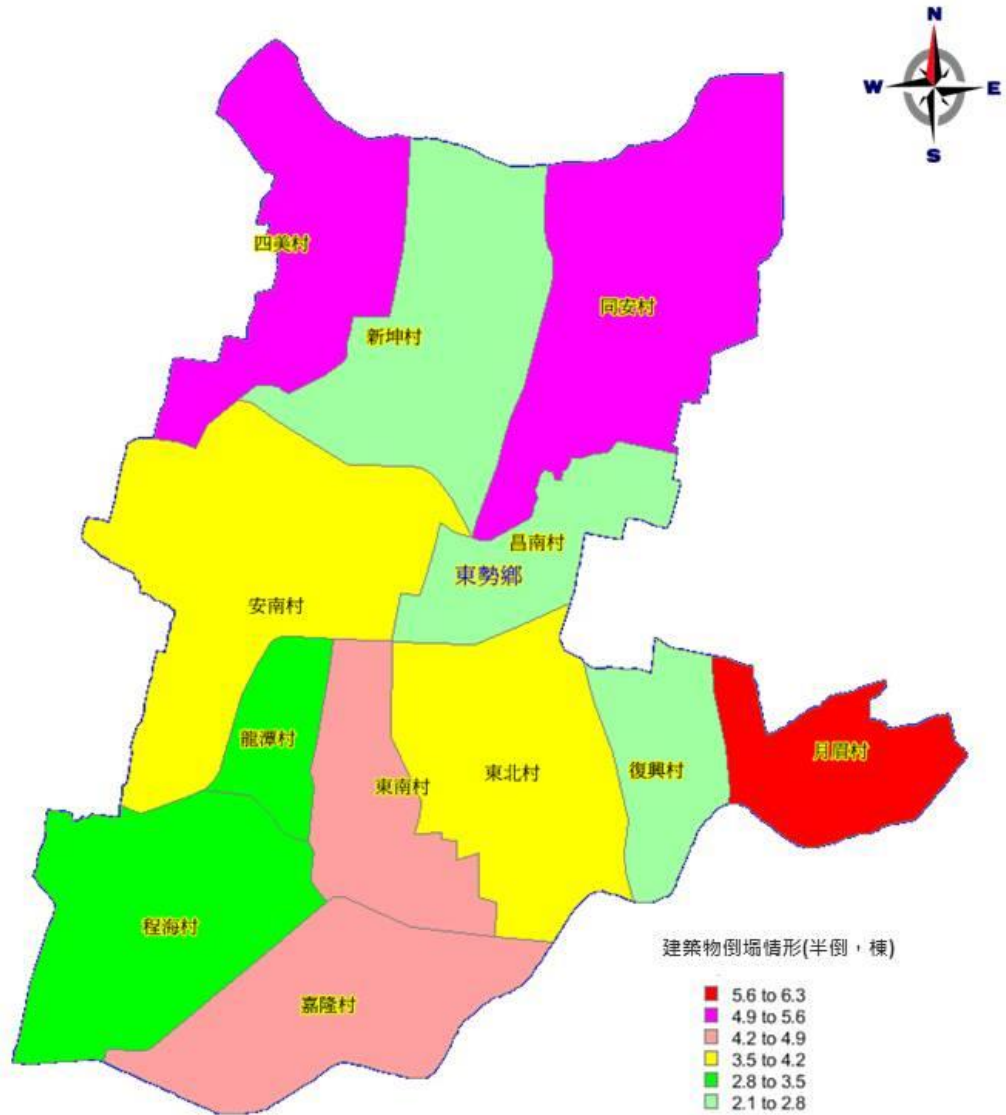 N
W
E
S
四美村
同安村
新坤村
昌南村
東勢鄉
安南村
龍潭村
東南村
東北村
復興村
月眉村
程海村
嘉隆村
建築物倒塌情形(半倒，棟)
5.6 to 6.3
4.9 to 5.6
4.2 to 4.9
3.5 to 4.2
2.8 to 3.5
2.1 to 2.8